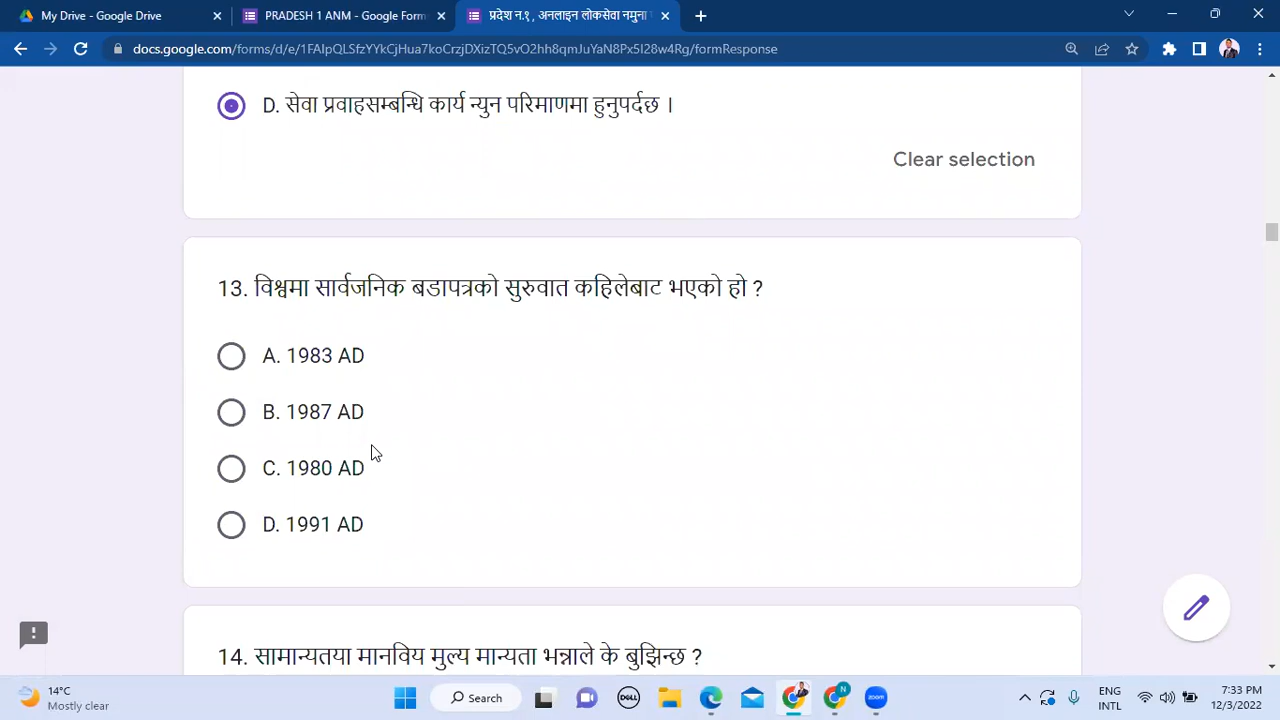 My Drive - Google Drive
PRADESH 1 ANM - Google Form
प्रदेश न.१, अनलाइन लोकसेवा नमुना
docs.google.com/forms/d/e/1FAIpQLSfzYYkCjHua7koCrzjDXizTQ5vO2hh8qmJuYaN8Px5I28w4Rg/formResponse
D. सेवा प्रवाहसम्बन्धि कार्य न्युन परिमाणमा हुनुपर्दछ ।
Clear selection
13. विश्वमा सार्वजनिक बडापत्रको सुरुवात कहिलेबाट भएको हो ?
A. 1983 AD
B. 1987 AD
C. 1980 AD
D. 1991 AD
14. सामान्यतया मानविय मुल्य मान्यता भन्नाले के बुझिन्छ ?
14°C
Mostly clear
Search
DELL
N
zoom
ENG
INTL
7:33 PM
12/3/2022